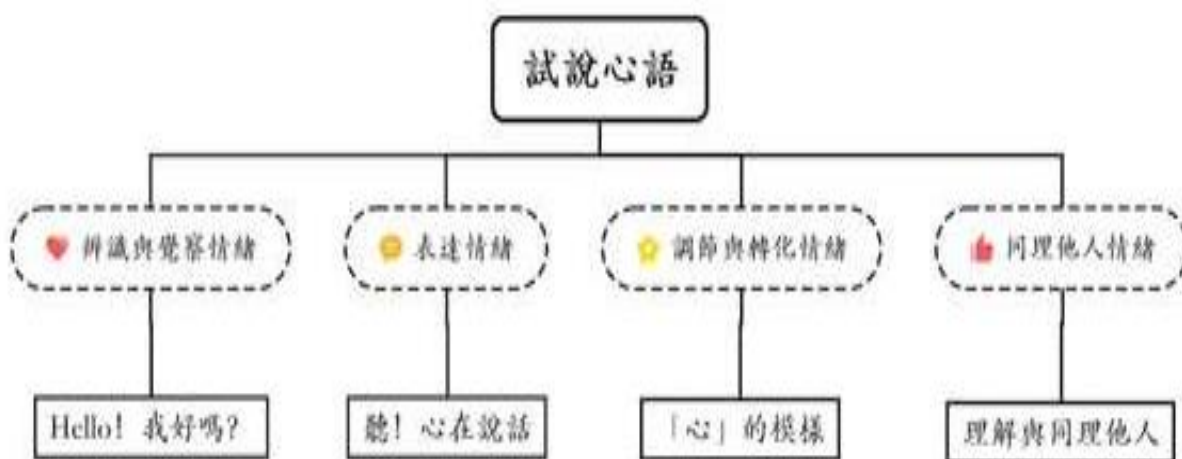 試說心語
辨識與覺察情緒
表達情緒
調節與轉化情緒
同理他人情緒
Hello! 我好嗎?
聽! 心在說話
「心」的模樣
理解與同理他人